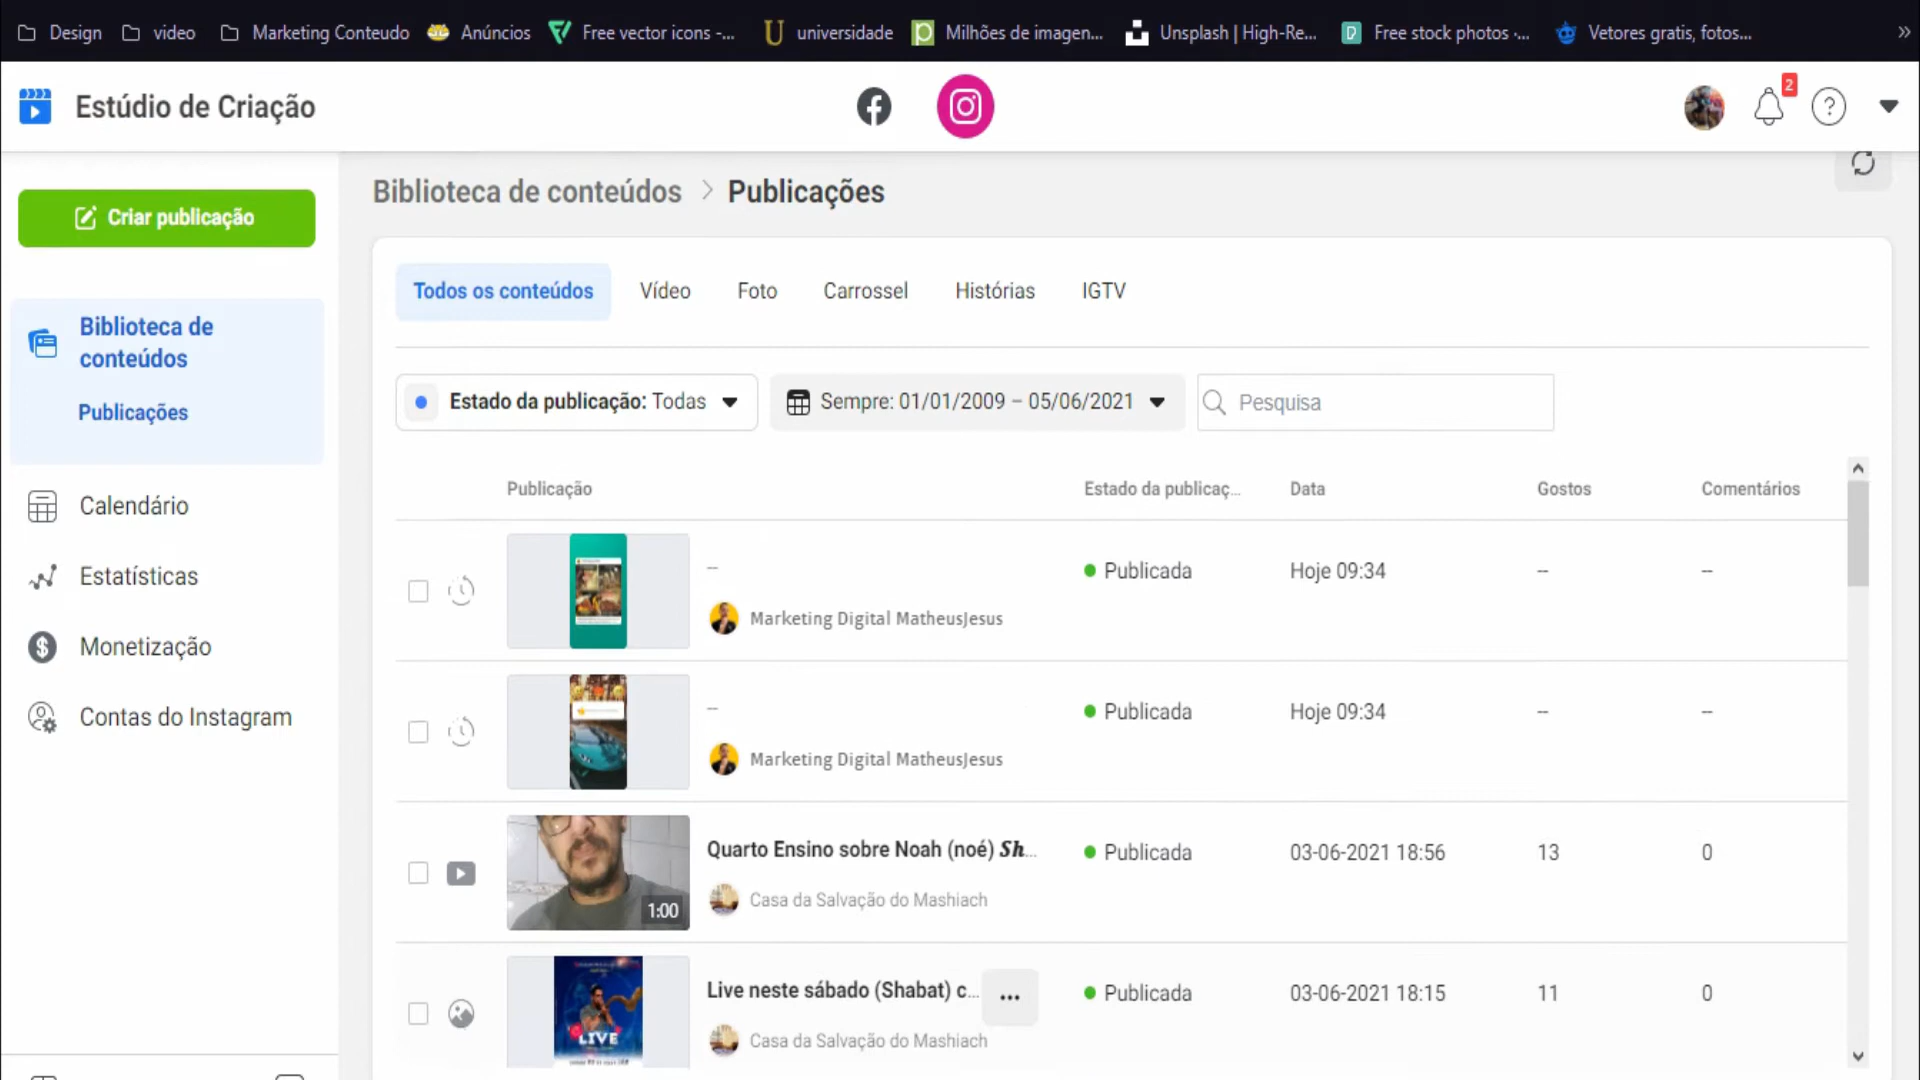 Design
video
Marketing Conteudo
Anúncios
Free vector icons -...
universidade
Milhões de imagen...
Unsplash | High-Re...
Free stock photos ·...
Vetores gratis, fotos...
Estúdio de Criação
2
Criar publicação
Biblioteca de conteúdos > Publicações
Biblioteca de
conteúdos
Publicações
Calendário
Estatísticas
Monetização
Contas do Instagram
Todos os conteúdos
Vídeo
Foto
Carrossel
Histórias
IGTV
Estado da publicação: Todas
Sempre: 01/01/2009 – 05/06/2021
Pesquisa
Publicação
Estado da publicaç...
Data
Gostos
Comentários
–
Publicada
Hoje 09:34
--
--
Marketing Digital MatheusJesus
–
Publicada
Hoje 09:34
--
--
Marketing Digital MatheusJesus
1:00
Quarto Ensino sobre Noah (noé) Sh...
Publicada
03-06-2021 18:56
13
0
Casa da Salvação do Mashiach
LIVE
Live neste sábado (Shabat) c...
Publicada
03-06-2021 18:15
11
0
Casa da Salvação do Mashiach